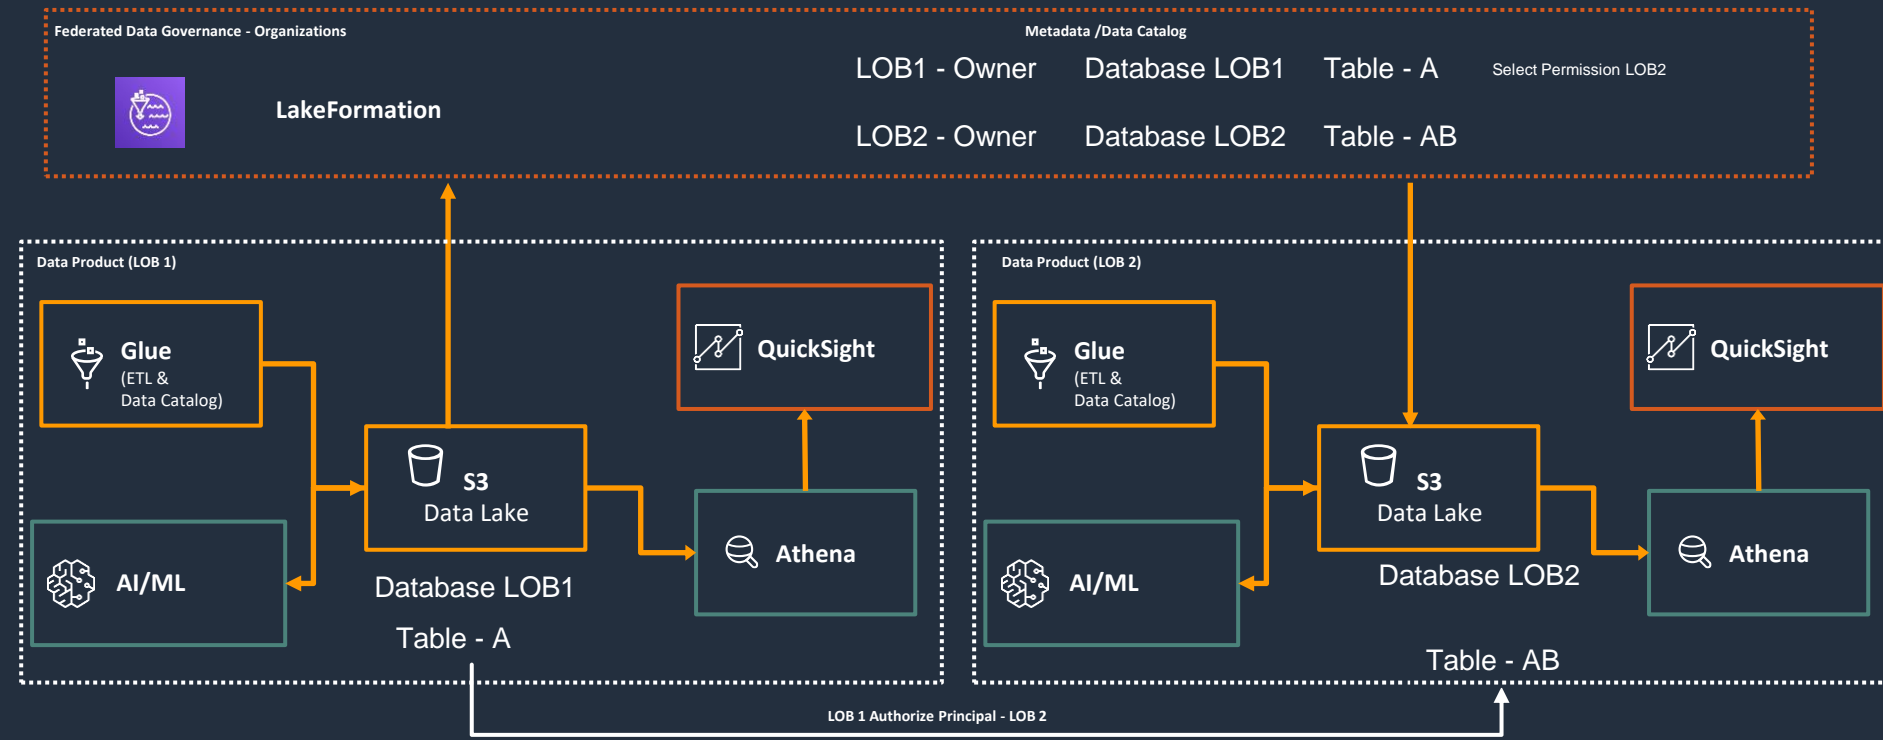 Federated Data Governance - Organizations
Metadata /Data Catalog
LOB1 - Owner Database LOB1 Table - A Select Permission LOB2
LakeFormation
LOB2 - Owner Database LOB2 Table - AB
Data Product (LOB 1)
Glue
(ETL &
Data Catalog)
QuickSight
S3
Data Lake
Athena
AI/ML
Database LOB1
Table - A
Data Product (LOB 2)
Glue
(ETL &
Data Catalog)
QuickSight
S3
Data Lake
Athena
AI/ML
Database LOB2
Table - AB
LOB 1 Authorize Principal - LOB 2